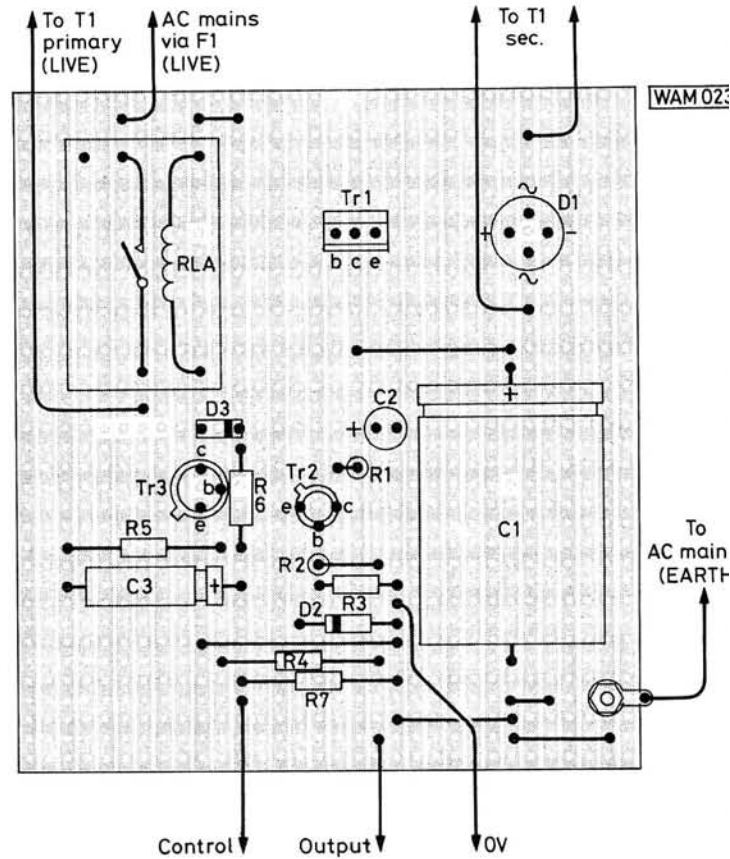 To T1
primary
(LIVE)
AC mains
via F1
(LIVE)
To T1
sec.
WAM 023
Tr1
b c e
~
D1
+
-
~
RLA
D3
C2
+
+
c
Tr3
b
e
R
6
Tr2
e
c
b
R1
C1
R5
R2
C3
+
R3
D2
R4
R7
To
AC main
(EARTH
Control
Output
0V